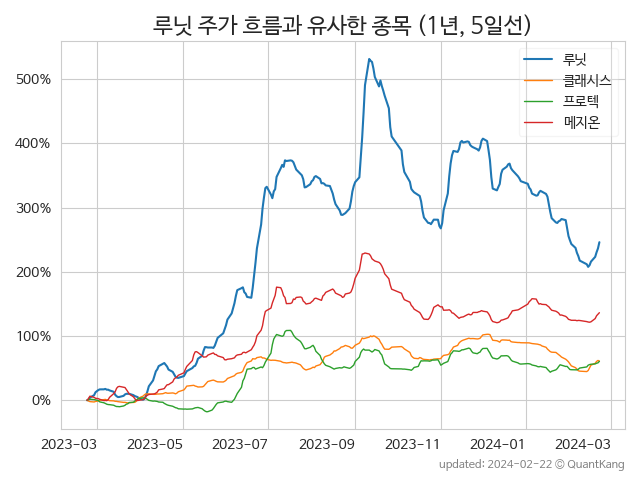 루닛 주가 흐름과 유사한 종목 (1년, 5일선)
루닛
클래시스
프로텍
메지온
500%
400%
300%
200%
100%
0%
2023-03 2023-05 2023-07 2023-09 2023-11 2024-01 2024-03
updated: 2024-02-22 © QuantKang